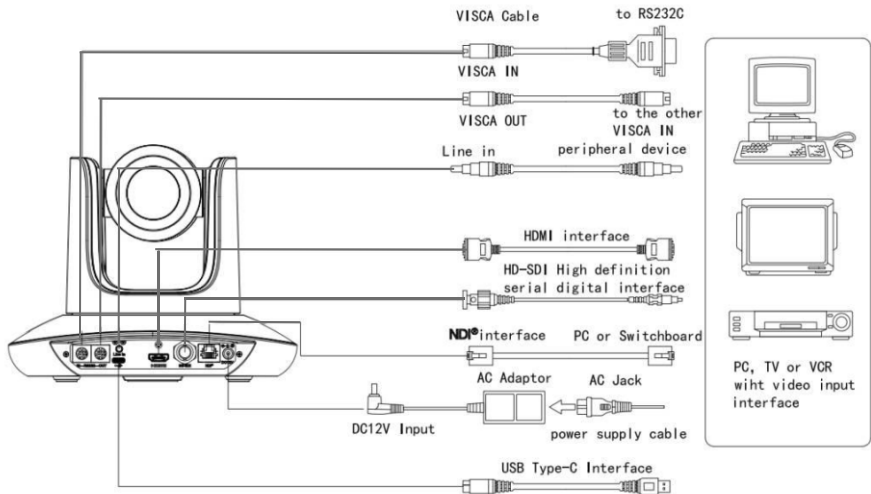 VISCA Cable
to RS232C
VISCA IN
VISCA OUT
to the other
VISCA IN
Line in
peripheral device
HDMI interface
HD-SDI High definition
serial digital interface
NDI® interface
PC or Switchboard
AC Adaptor
AC Jack
DC12V Input
power supply cable
USB Type-C Interface
PC, TV or VCR
wiht video input
interface